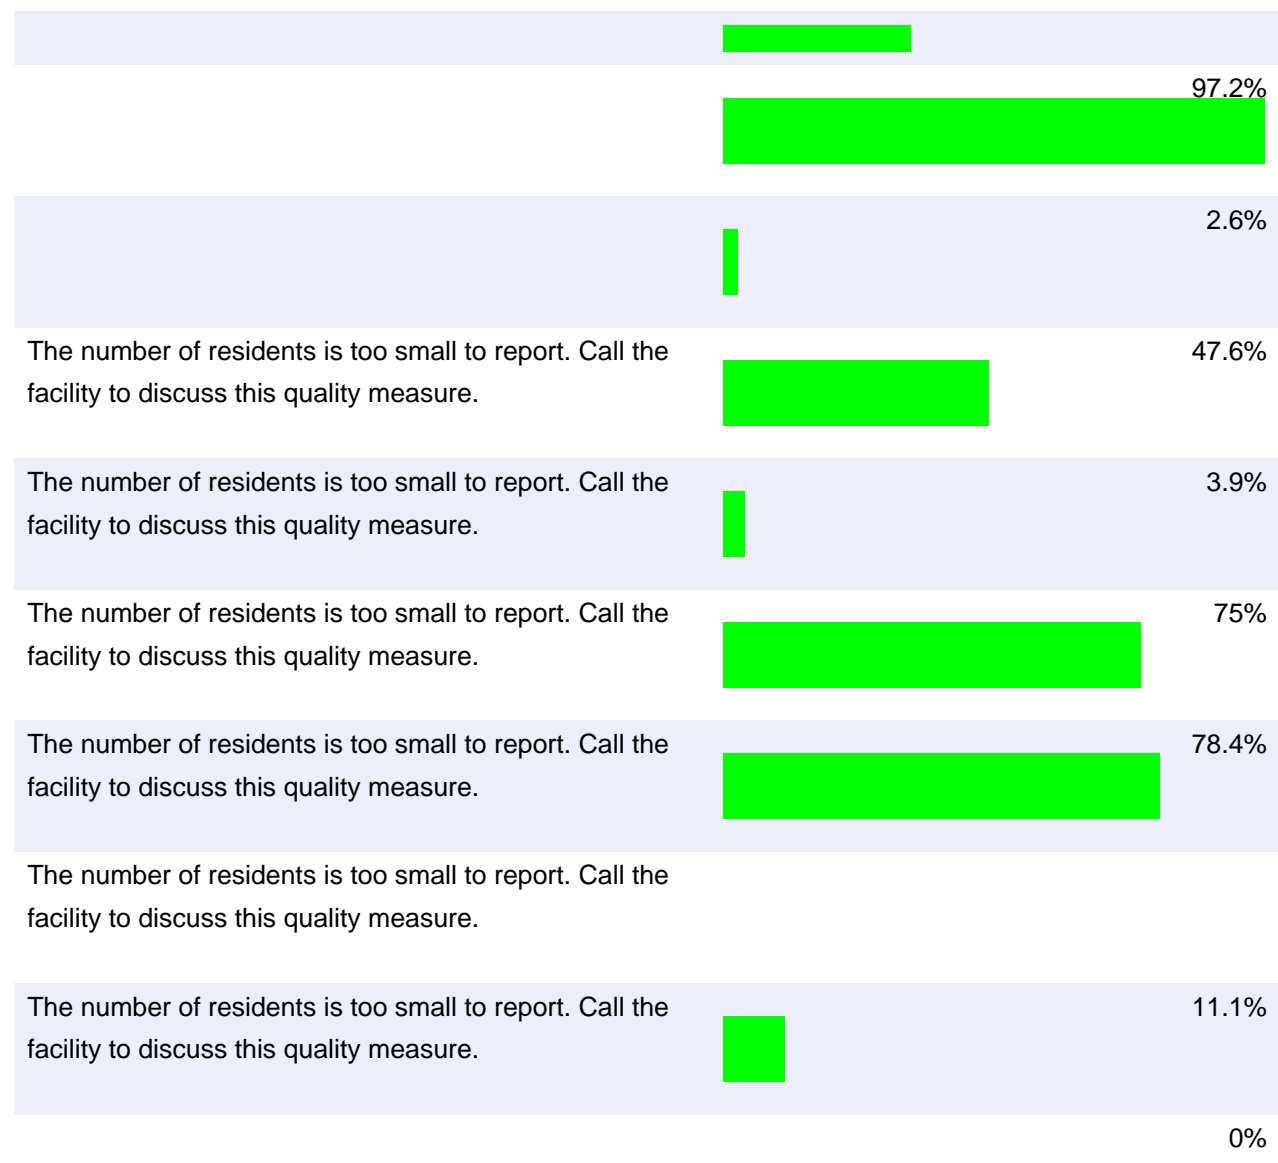 97.2%
2.6%
The number of residents is too small to report. Call the 47.6%
facility to discuss this quality measure.
The number of residents is too small to report. Call the 3.9%
facility to discuss this quality measure.
The number of residents is too small to report. Call the 75%
facility to discuss this quality measure.
The number of residents is too small to report. Call the 78.4%
facility to discuss this quality measure.
The number of residents is too small to report. Call the
facility to discuss this quality measure.
The number of residents is too small to report. Call the 11.1%
facility to discuss this quality measure.
0%